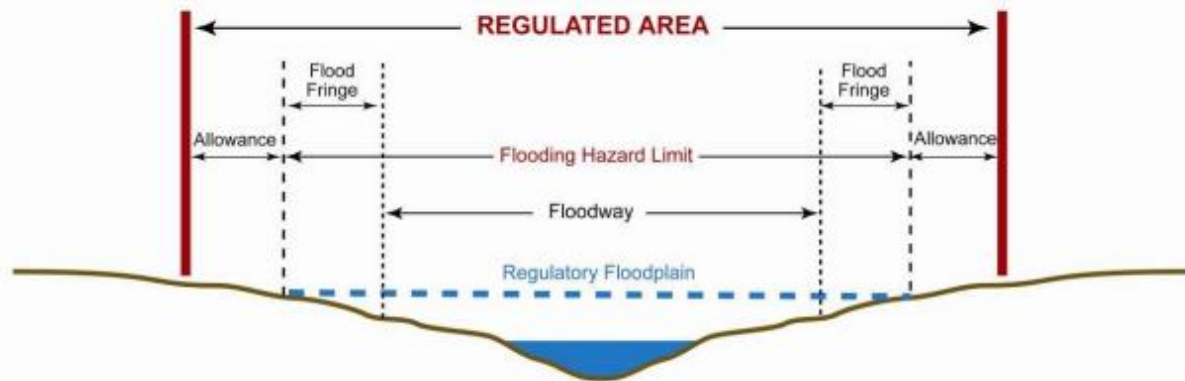 REGULATED AREA
Flood
Fringe
Flood
Fringe
Allowance
Flooding Hazard Limit
Allowance
Floodway
Regulatory Floodplain